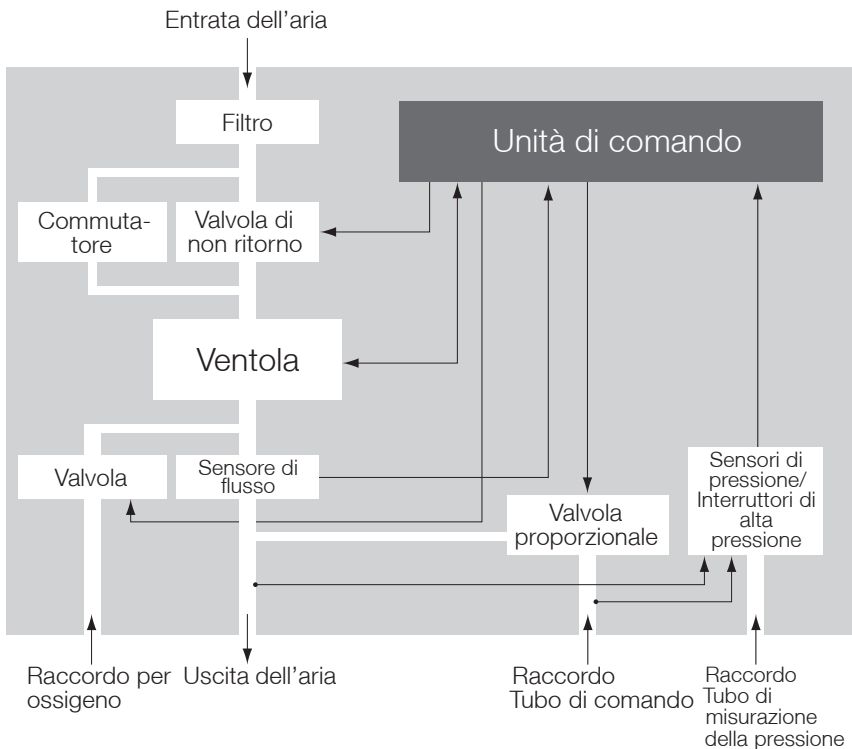 Entrata dell'aria
Filtro
Unità di comando
Commuta-
tore
Valvola di
non ritorno
Ventola
Valvola
Sensore di
flusso
Valvola
proporzionale
Sensori di
pressione/
Interruttori di
alta
pressione
Raccordo per
ossigeno
Uscita dell'aria
Raccordo
Tubo di comando
Raccordo
Tubo di
misurazione
della pressione